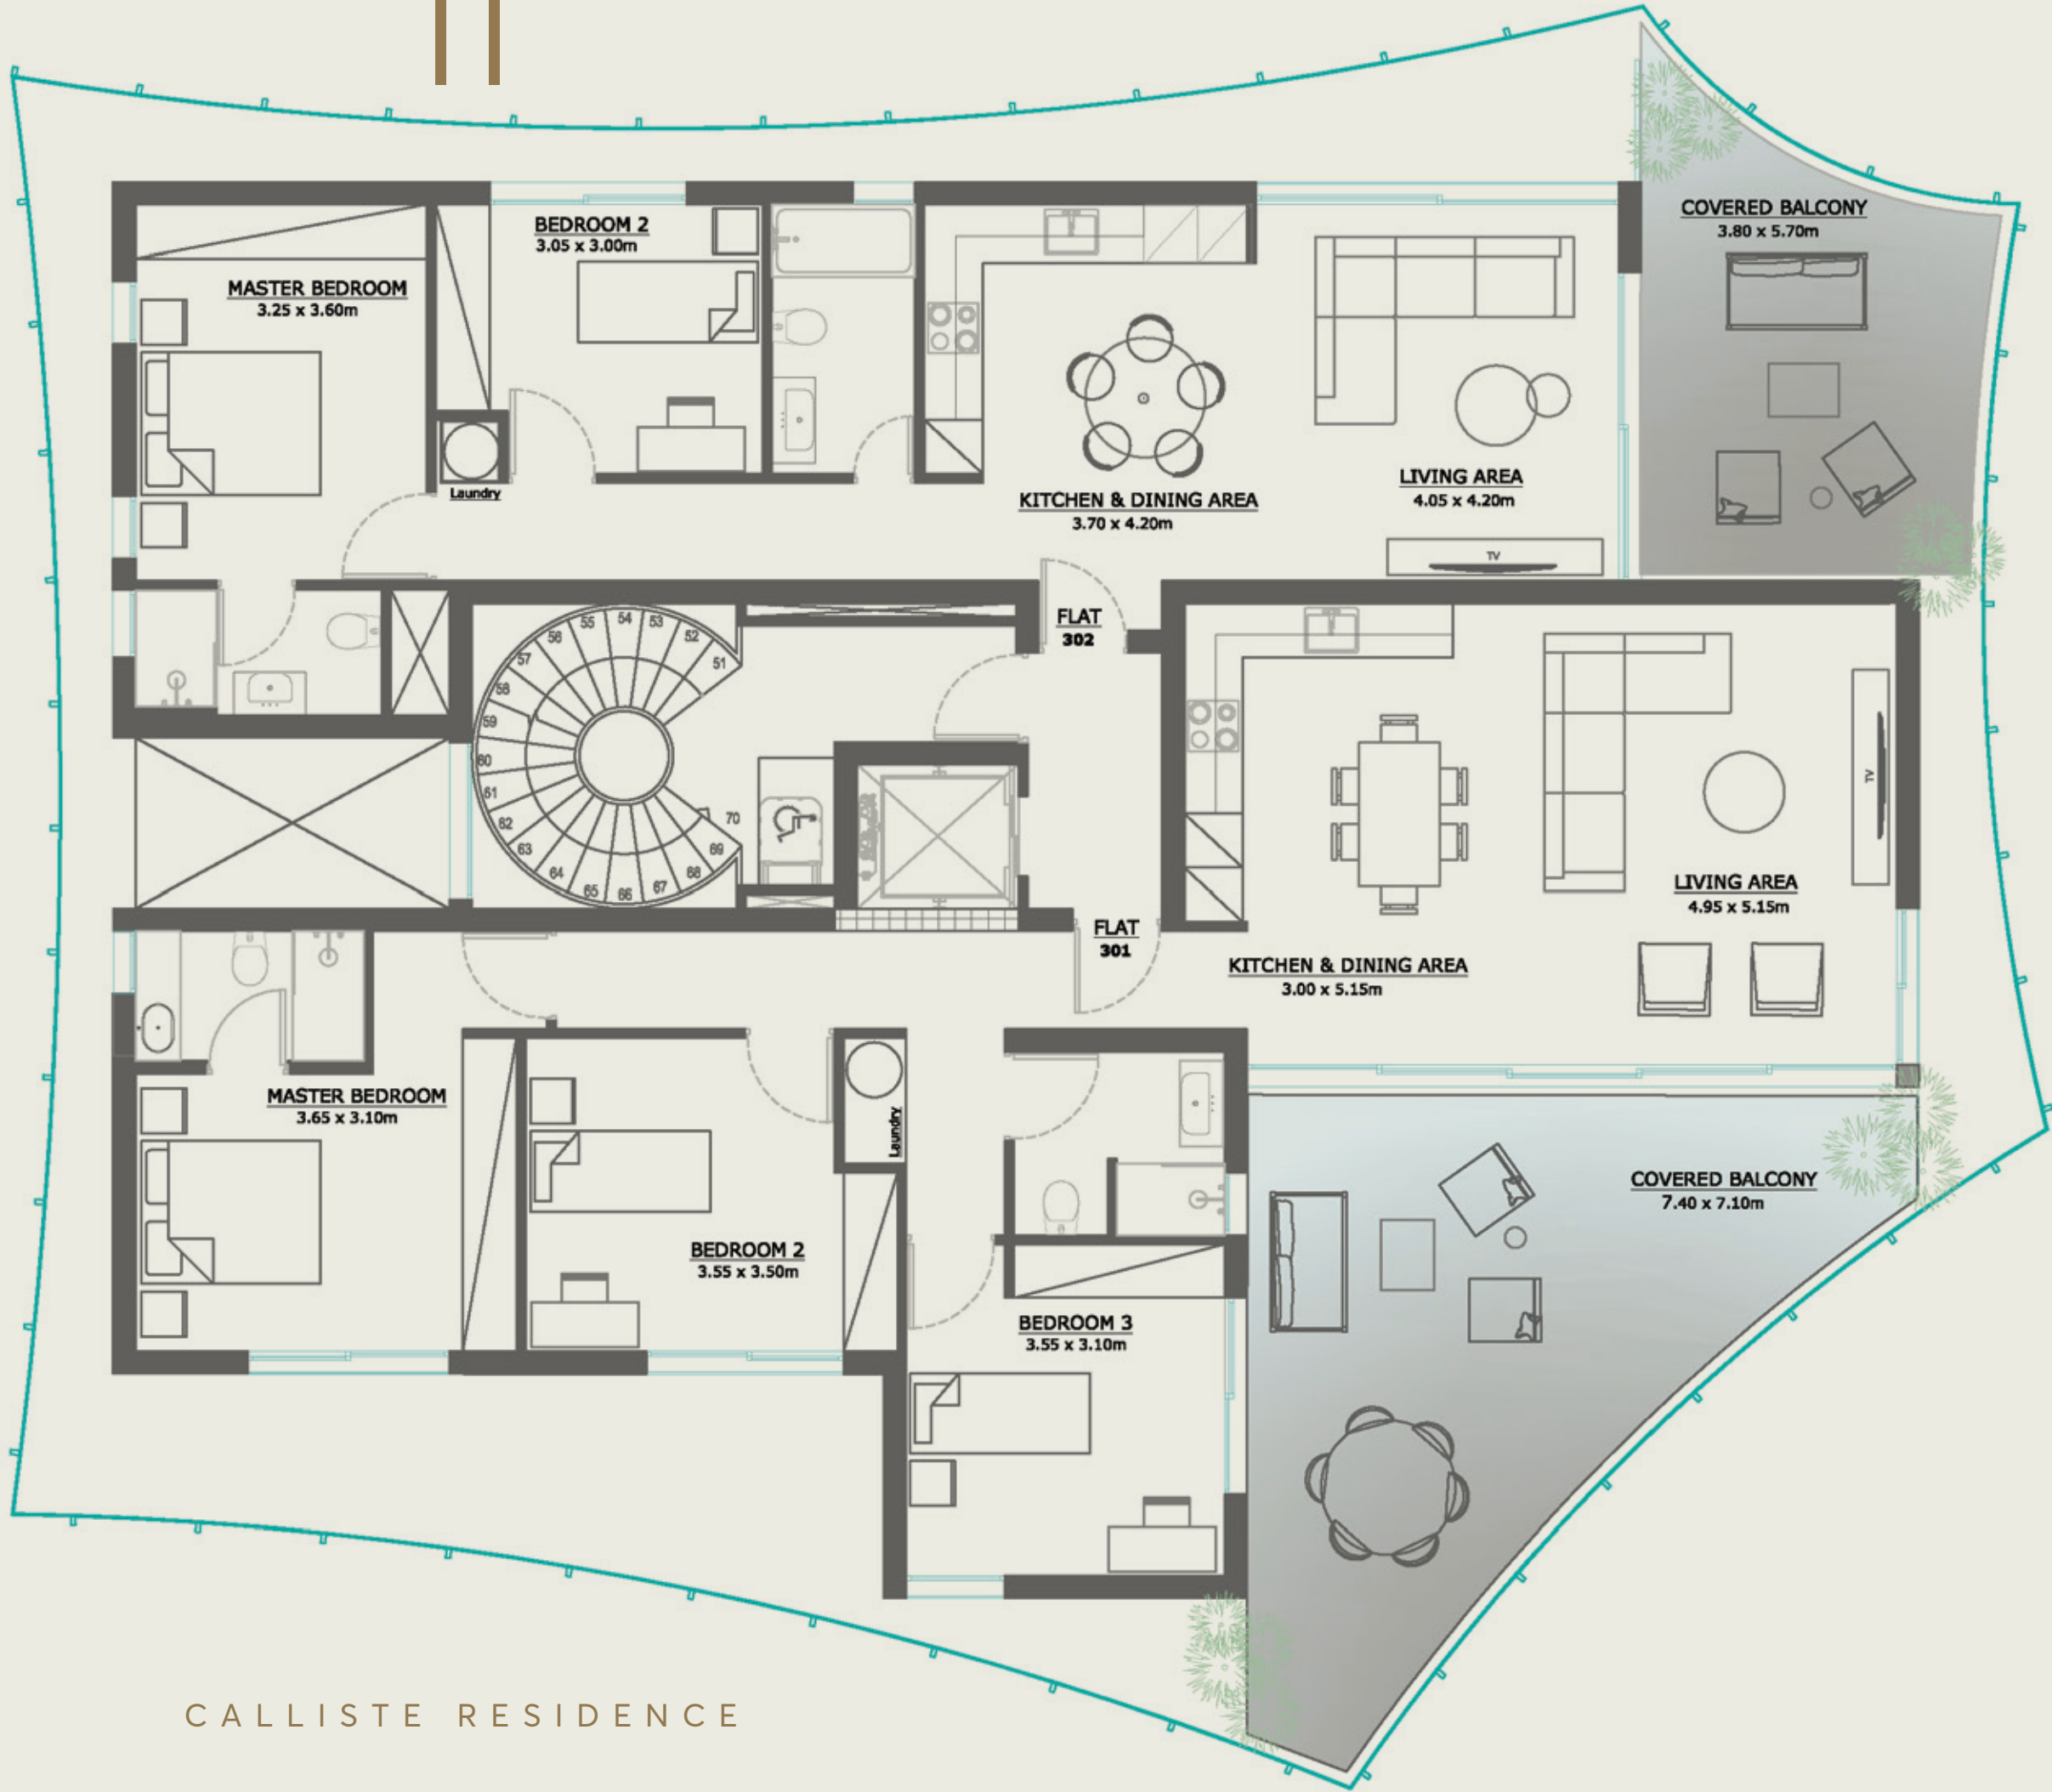 BEDROOM 2
3.05 x 3.00m
COVERED BALCONY
3.80 x 5.70m
MASTER BEDROOM
3.25 x 3.60m
Laundry
KITCHEN & DINING AREA
3.70 x 4.20m
LIVING AREA
4.05 x 4.20m
TV
FLAT
302
51
52
53
54
55
56
57
58
59
60
61
62
63
64
65
66
67
68
69
70
TV
LIVING AREA
4.95 x 5.15m
FLAT
301
KITCHEN & DINING AREA
3.00 x 5.15m
MASTER BEDROOM
3.65 x 3.10m
Laundry
COVERED BALCONY
7.40 x 7.10m
BEDROOM 2
3.55 x 3.50m
BEDROOM 3
3.55 x 3.10m
CALLISTE RESIDENCE